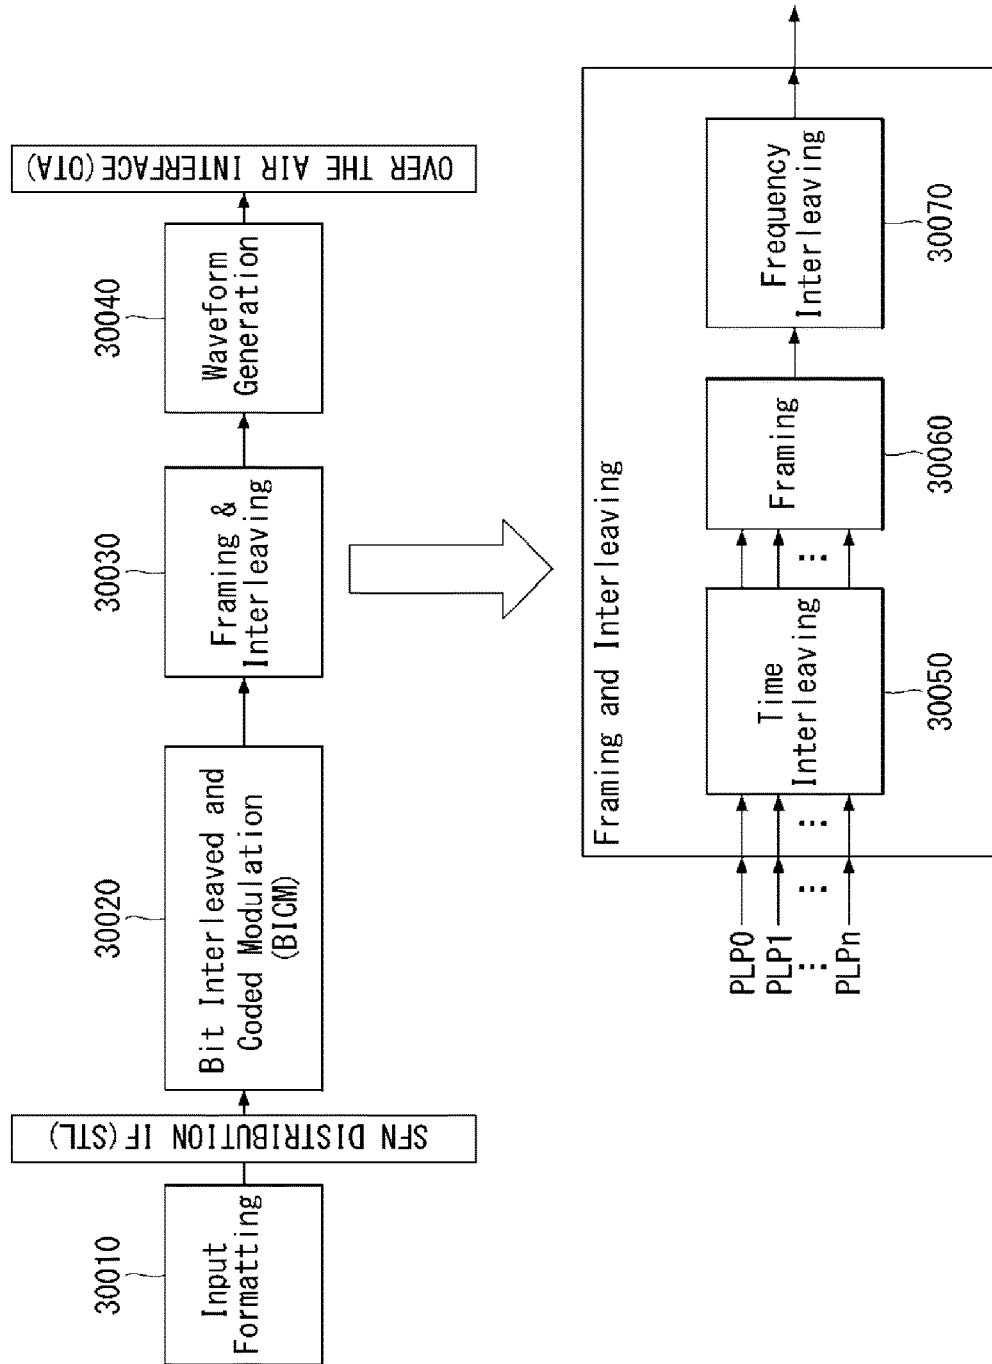 30010
Input
Formatting
SFN DISTRIBUTION IF(STL)
30020
Bit Interleaved and
Coded Modulation
(BICM)
30030
Framing &
Interleaving
30040
Waveform
Generation
OVER THE AIR INTERFACE(OTA)
Framing and Interleaving
PLP0
PLP1
PLPn
Time
Interleaving
30050
Framing
30060
Frequency
Interleaving
30070